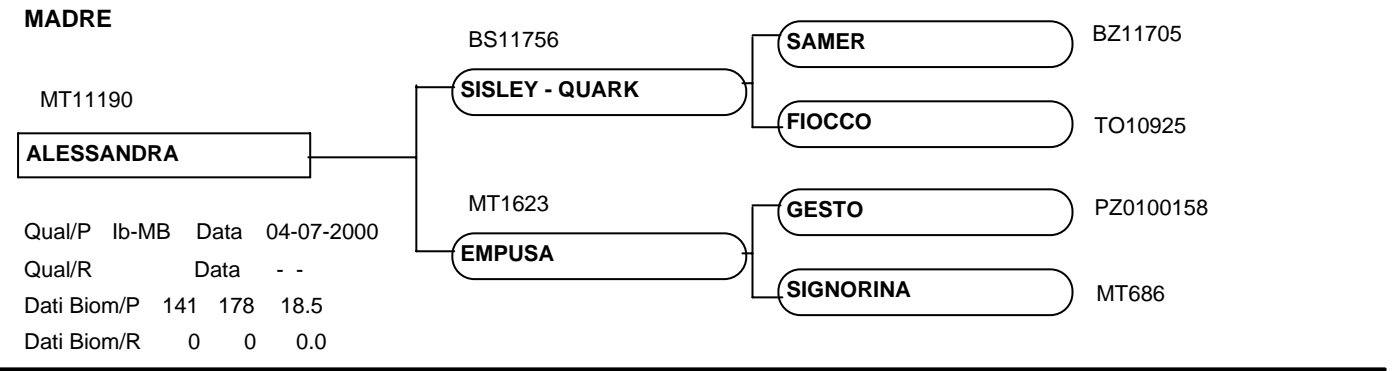 MADRE
BS11756
SAMER BZ11705
MT11190
SISLEY - QUARK
FIOCCO TO10925
ALESSANDRA
MT1623
GESTO PZ0100158
Qual/P Ib-MB Data 04-07-2000
EMPUSA
Qual/R Data - -
SIGNORINA MT686
Dati Biom/P 141 178 18.5
Dati Biom/R 0 0 0.0